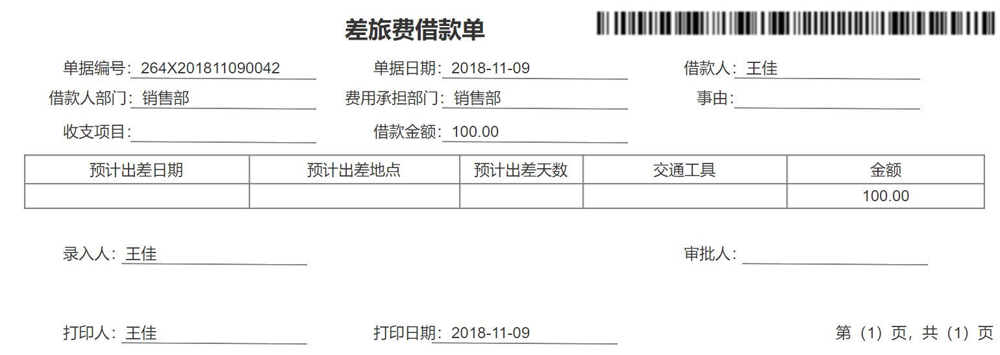 差旅费借款单
单据编号：264X201811090042 单据日期：2018-11-09 借款人：王佳
借款人部门：销售部 费用承担部门：销售部 事由：
收支项目： 借款金额：100.00
预计出差日期 预计出差地点 预计出差天数 交通工具 金额
100.00
录入人：王佳 审批人：
打印人：王佳 打印日期：2018-11-09 第（1）页，共（1）页